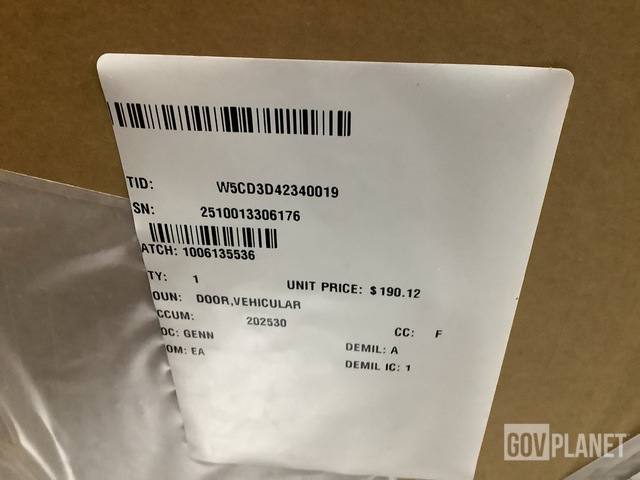 TID: W5CD3D42340019
SN: 2510013306176
ATCH: 1006135536
TY: 1 UNIT PRICE: $ 190.12
OUN: DOOR,VEHICULAR
CCUM: 202530 CC: F
OC: GENN DEMIL: A
OM: EA DEMIL IC: 1
GOVPLANET